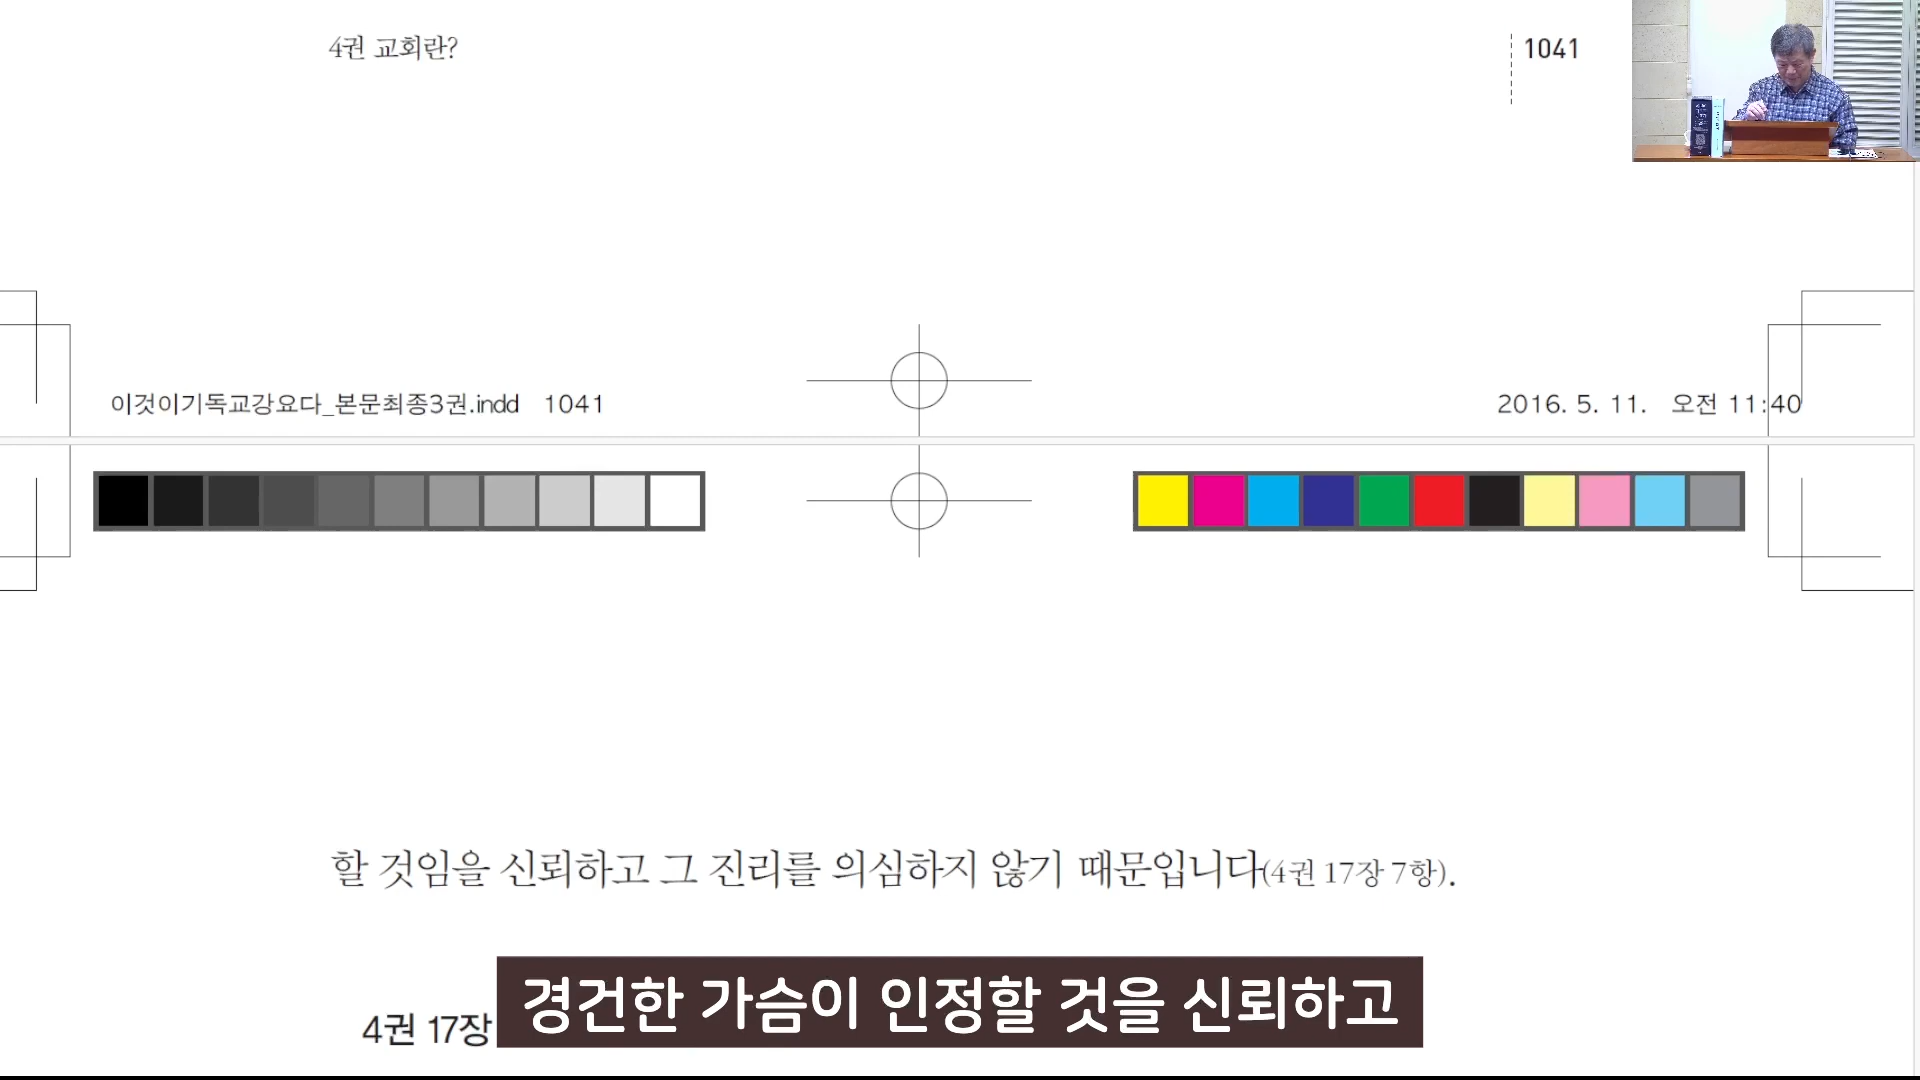 4권 교회란?
1041
이것이기독교강요다_본문최종3권.indd 1041
2016. 5. 11. 오전 11:40
할 것임을 신뢰하고 그 진리를 의심하지 않기 때문입니다(4권 17장 7항).
4권 17장
경건한 가슴이 인정할 것을 신뢰하고